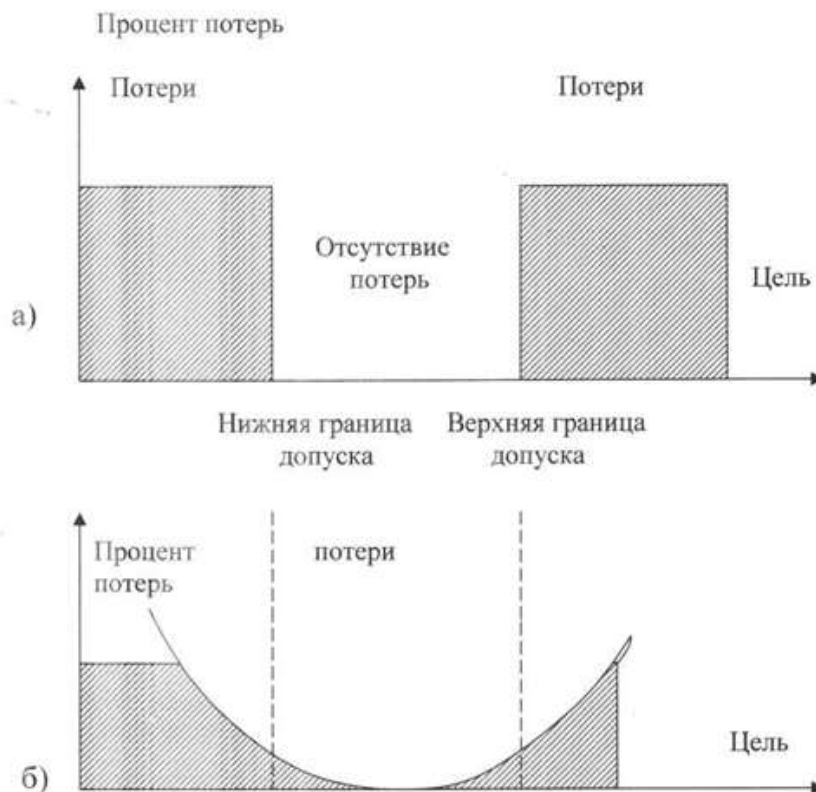 Процент потерь
Потери
Потери
Отсутствие
потерь
Цель
а)
Нижняя граница
допуска
Верхняя граница
допуска
Процент
потерь
потери
Цель
б)